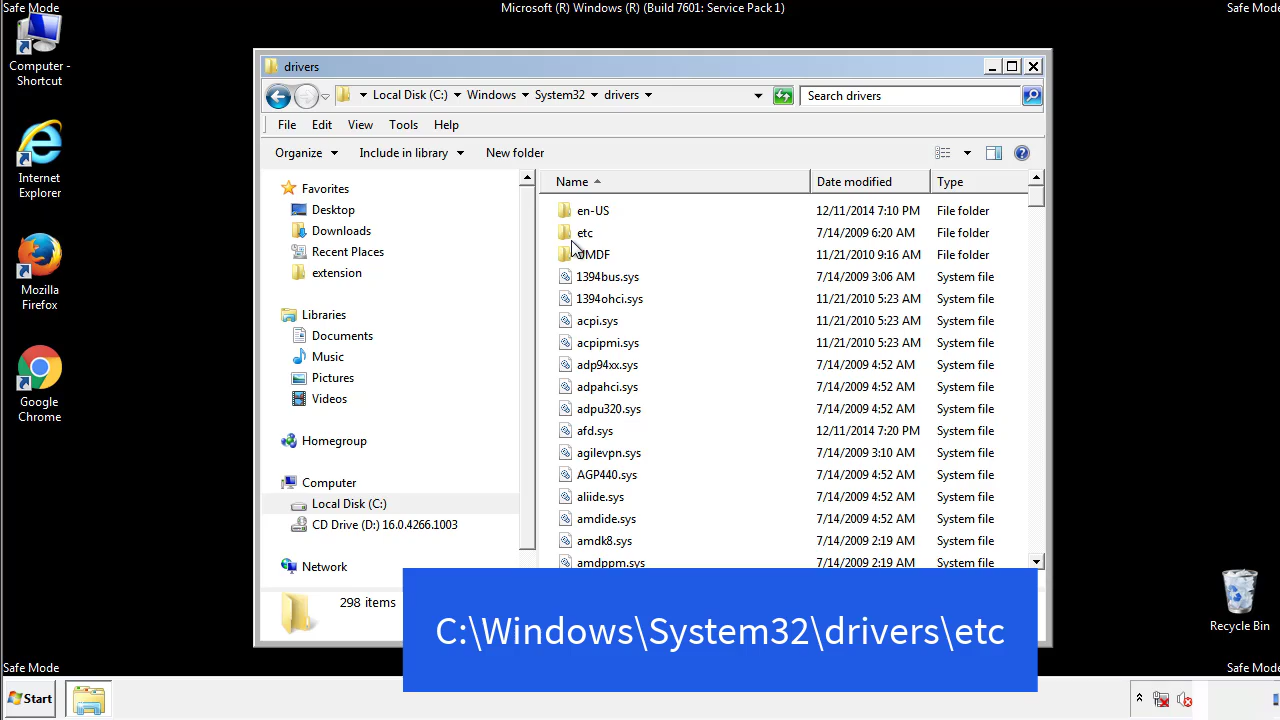 Safe Mode
Microsoft (R) Windows (R) (Build 7601: Service Pack 1)
Safe Mode
Computer -
Shortcut
Internet
Explorer
Mozilla
Firefox
Google
Chrome
drivers
Local Disk (C:) Windows System32 drivers
Search drivers
File Edit View Tools Help
Organize Include in library New folder
Favorites
Desktop
Downloads
Recent Places
extension
Libraries
Documents
Music
Pictures
Videos
Homegroup
Computer
Local Disk (C:)
CD Drive (D:) 16.0.4266.1003
Network
Name Date modified Type
en-US 12/11/2014 7:10 PM File folder
etc 7/14/2009 6:20 AM File folder
UMDF 11/21/2010 9:16 AM File folder
1394bus.sys 7/14/2009 3:06 AM System file
1394ohci.sys 11/21/2010 5:23 AM System file
acpi.sys 11/21/2010 5:23 AM System file
acpipmi.sys 11/21/2010 5:23 AM System file
adp94xx.sys 7/14/2009 4:52 AM System file
adpahci.sys 7/14/2009 4:52 AM System file
adpu320.sys 7/14/2009 4:52 AM System file
afd.sys 12/11/2014 7:20 PM System file
agilevpn.sys 7/14/2009 3:10 AM System file
AGP440.sys 7/14/2009 4:52 AM System file
aliide.sys 7/14/2009 4:52 AM System file
amdide.sys 7/14/2009 4:52 AM System file
amdk8.sys 7/14/2009 2:19 AM System file
amdppm.sys 7/14/2009 2:19 AM System file
298 items
C:\Windows\System32\drivers\etc
Recycle Bin
Safe Mode
Safe Mode
Start